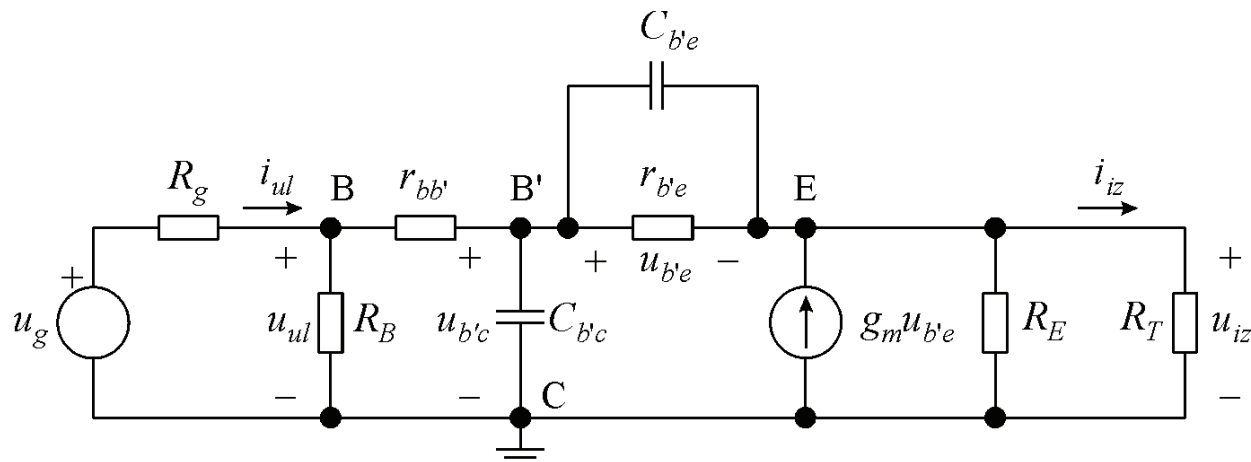 C_{b'e}
R_g
i_{ul}
B
r_{bb'}
B'
r_{b'e}
E
i_{iz}
+ + + + u_{b'e} − +
u_g u_{ul} R_B u_{b'c} C_{b'c} g_m u_{b'e} R_E R_T u_{iz}
− − C −